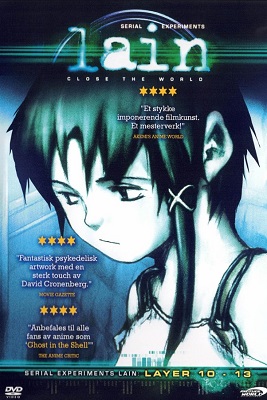 SERIAL EXPERIMENTS
lain
CLOSE THE WORLD
"Et stykke
imponerende filmkunst.
Et mesterverk!"
AKEMI'S ANIME WORLD
"Fantastisk psykedelisk
artwork med en
sterk touch av
David Cronenberg."
MOVIE GAZETTE
"Anbefales til alle
fans av anime som
'Ghost in the Shell'"
THE ANIME CRITIC
SERIAL EXPERIMENTS LAIN LAYER 10 - 13
DVD
VIDEO
WORLD